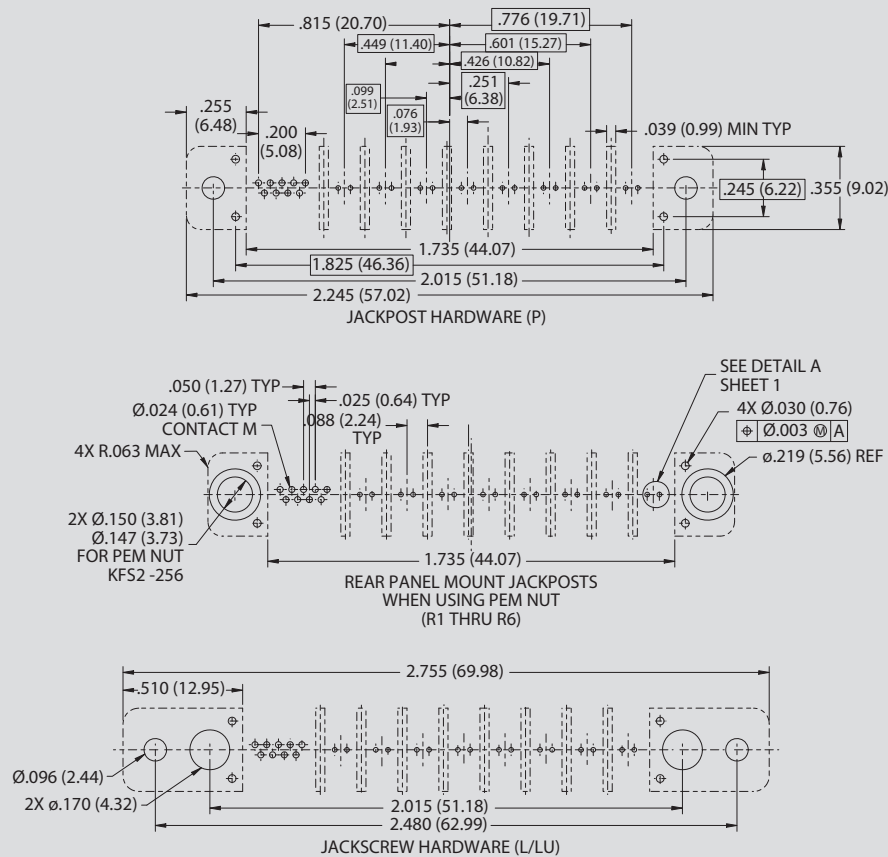 .815 (20.70)
.776 (19.71)
.449 (11.40)
.601 (15.27)
.426 (10.82)
.099
(2.51)
.251
(6.38)
.076
(1.93)
.255
(6.48)
.200
(5.08)
.039 (0.99) MIN TYP
.245 (6.22)
.355 (9.02)
1.735 (44.07)
1.825 (46.36)
2.015 (51.18)
2.245 (57.02)
JACKPOST HARDWARE (P)
.050 (1.27) TYP
.025 (0.64) TYP
Ø.024 (0.61) TYP
CONTACT M
.088 (2.24)
TYP
4X R.063 MAX
SEE DETAIL A
SHEET 1
4X Ø.030 (0.76)
⌖ Ø.003 Ⓜ A
ø.219 (5.56) REF
2X Ø.150 (3.81)
Ø.147 (3.73)
FOR PEM NUT
KFS2 -256
1.735 (44.07)
REAR PANEL MOUNT JACKPOSTS
WHEN USING PEM NUT
(R1 THRU R6)
2.755 (69.98)
.510 (12.95)
Ø.096 (2.44)
2X ø.170 (4.32)
2.015 (51.18)
2.480 (62.99)
JACKSCREW HARDWARE (L/LU)